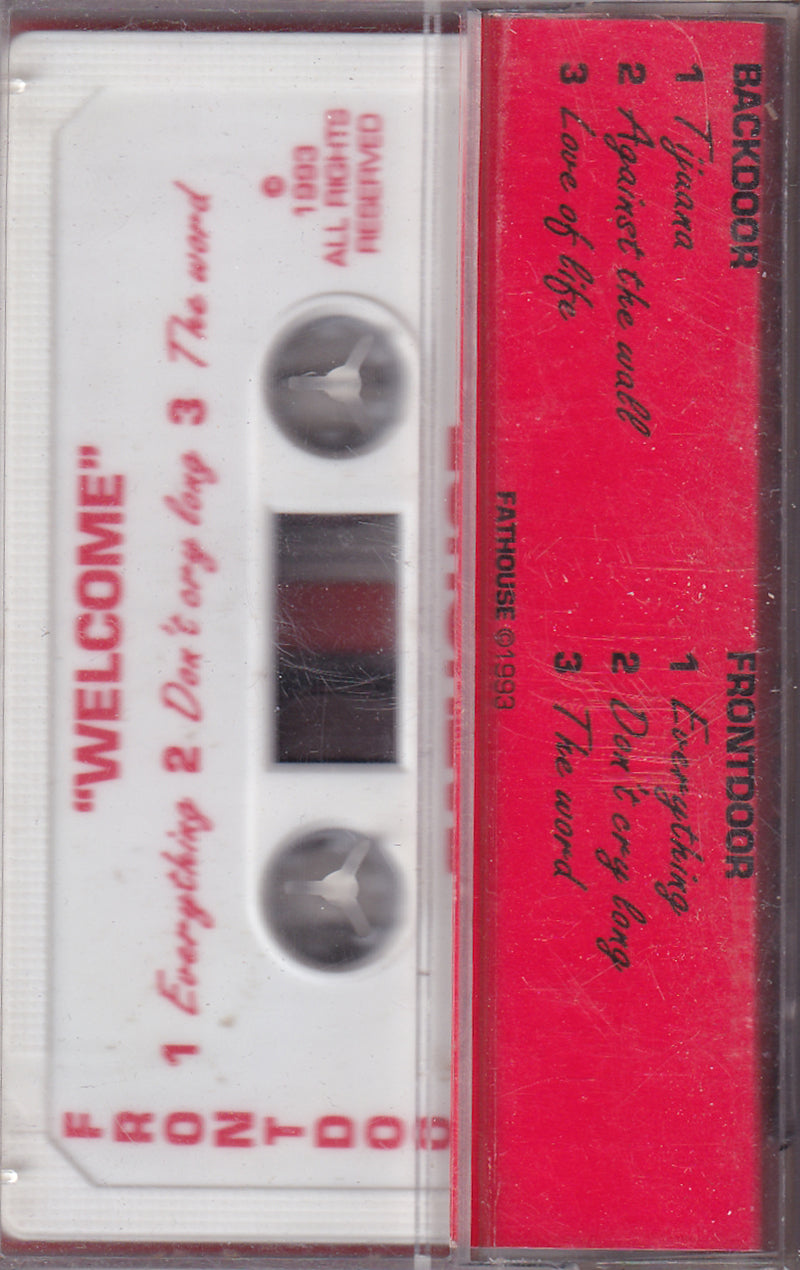 BACKDOOR
1 Tijuana
2 Against the wall
3 Love of life
FRONTDOOR
1 Everything
2 Don't cry long
3 The word
FATHOUSE ©1993
"WELCOME"
1 Everything 2 Don't cry long 3 The word
©
1993
ALL RIGHTS
RESERVED
FRONTDOO